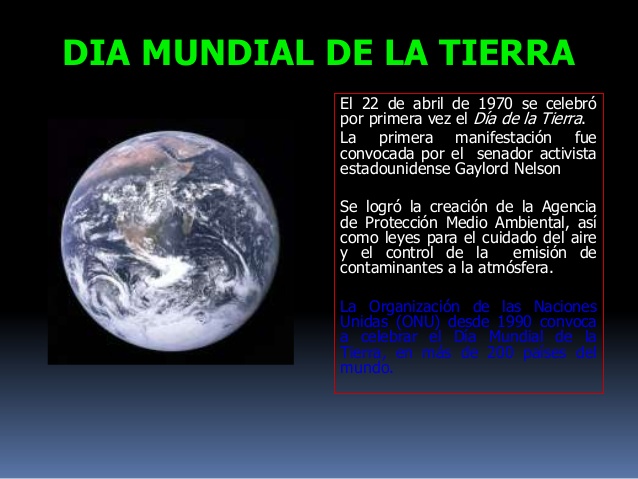 DIA MUNDIAL DE LA TIERRA
El 22 de abril de 1970 se celebró
por primera vez el Día de la Tierra.
La primera manifestación fue
convocada por el senador activista
estadounidense Gaylord Nelson
Se logró la creación de la Agencia
de Protección Medio Ambiental, así
como leyes para el cuidado del aire
y el control de la emisión de
contaminantes a la atmósfera.
La Organización de las Naciones
Unidas (ONU) desde 1990 convoca
a celebrar el Día Mundial de la
Tierra, en más de 200 países del
mundo.